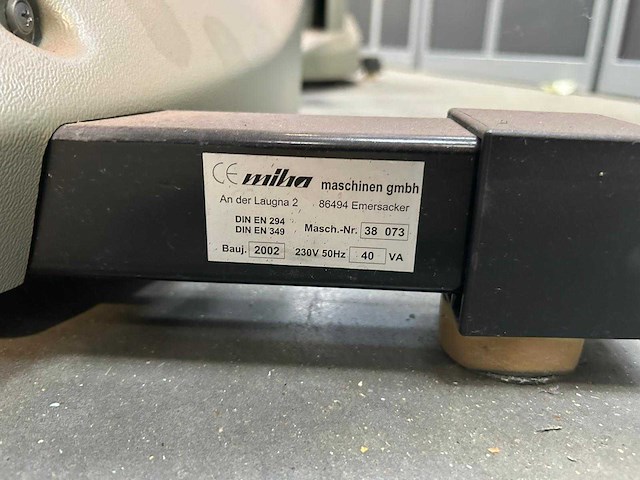 CE miha maschinen gmbh
An der Laugna 2 86494 Emersacker
DIN EN 294
DIN EN 349 Masch.-Nr. 38 073
Bauj. 2002 230V 50Hz 40 VA